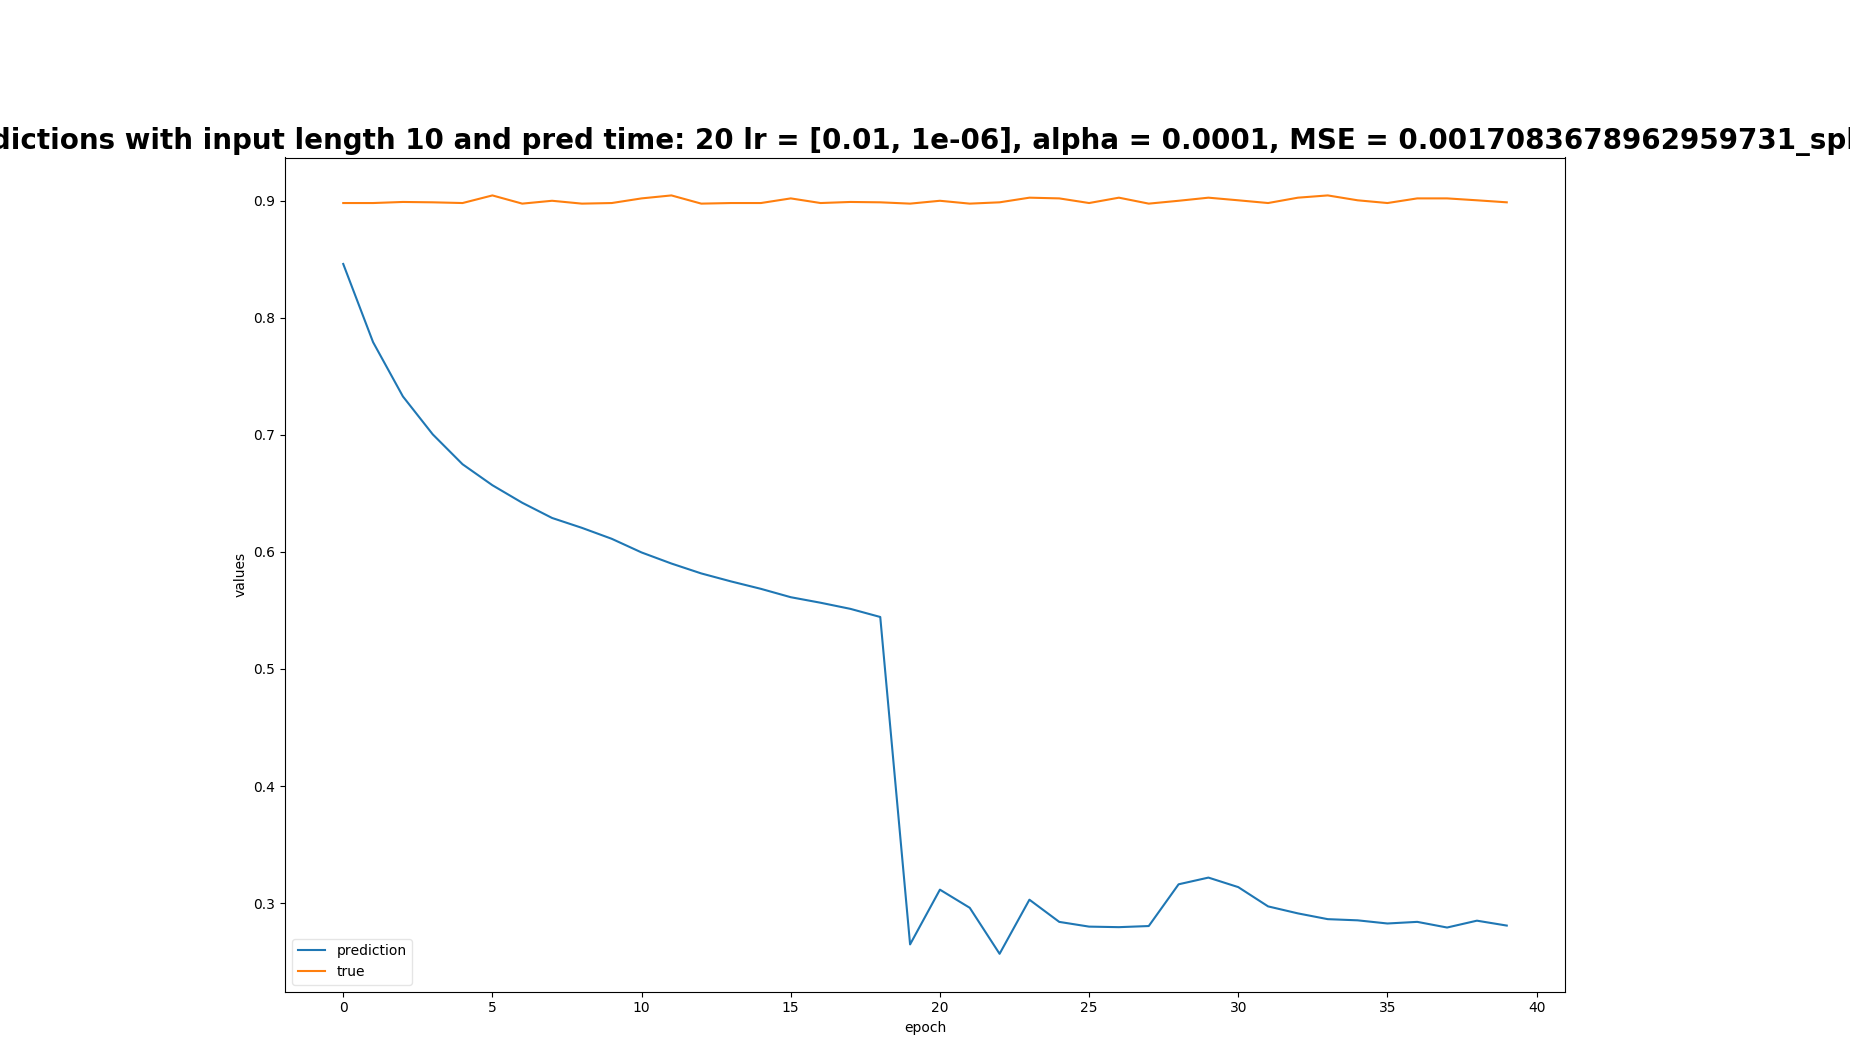 dictions with input length 10 and pred time: 20 lr = [0.01, 1e-06], alpha = 0.0001, MSE = 0.0017083678962959731_spl
0.9
0.8
0.7
0.6
0.5
0.4
0.3
values
prediction
true
0 5 10 15 20 25 30 35 40
epoch